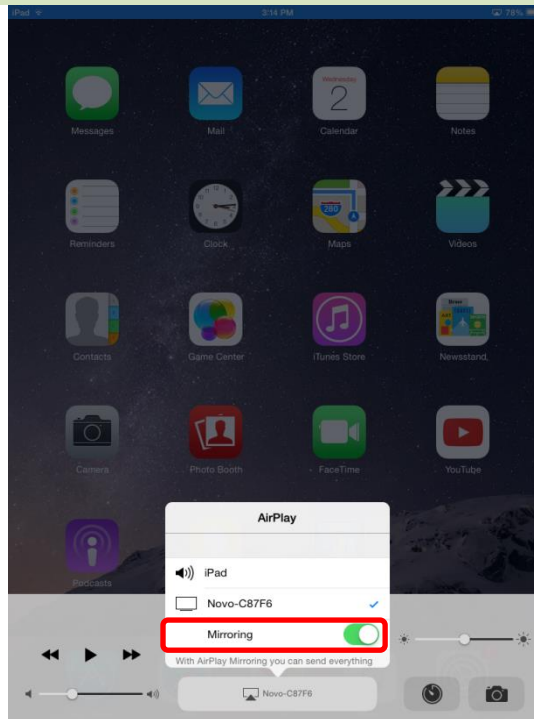 iPad 3:14 PM 78%
Wednesday
2
Messages Mail Calendar Notes
280
Reminders Clock Maps Videos
Contacts Game Center iTunes Store Newsstand
Camera Photo Booth FaceTime YouTube
Podcasts
AirPlay
iPad
Novo-C87F6
Mirroring
With AirPlay Mirroring you can send everything
Novo-C87F6